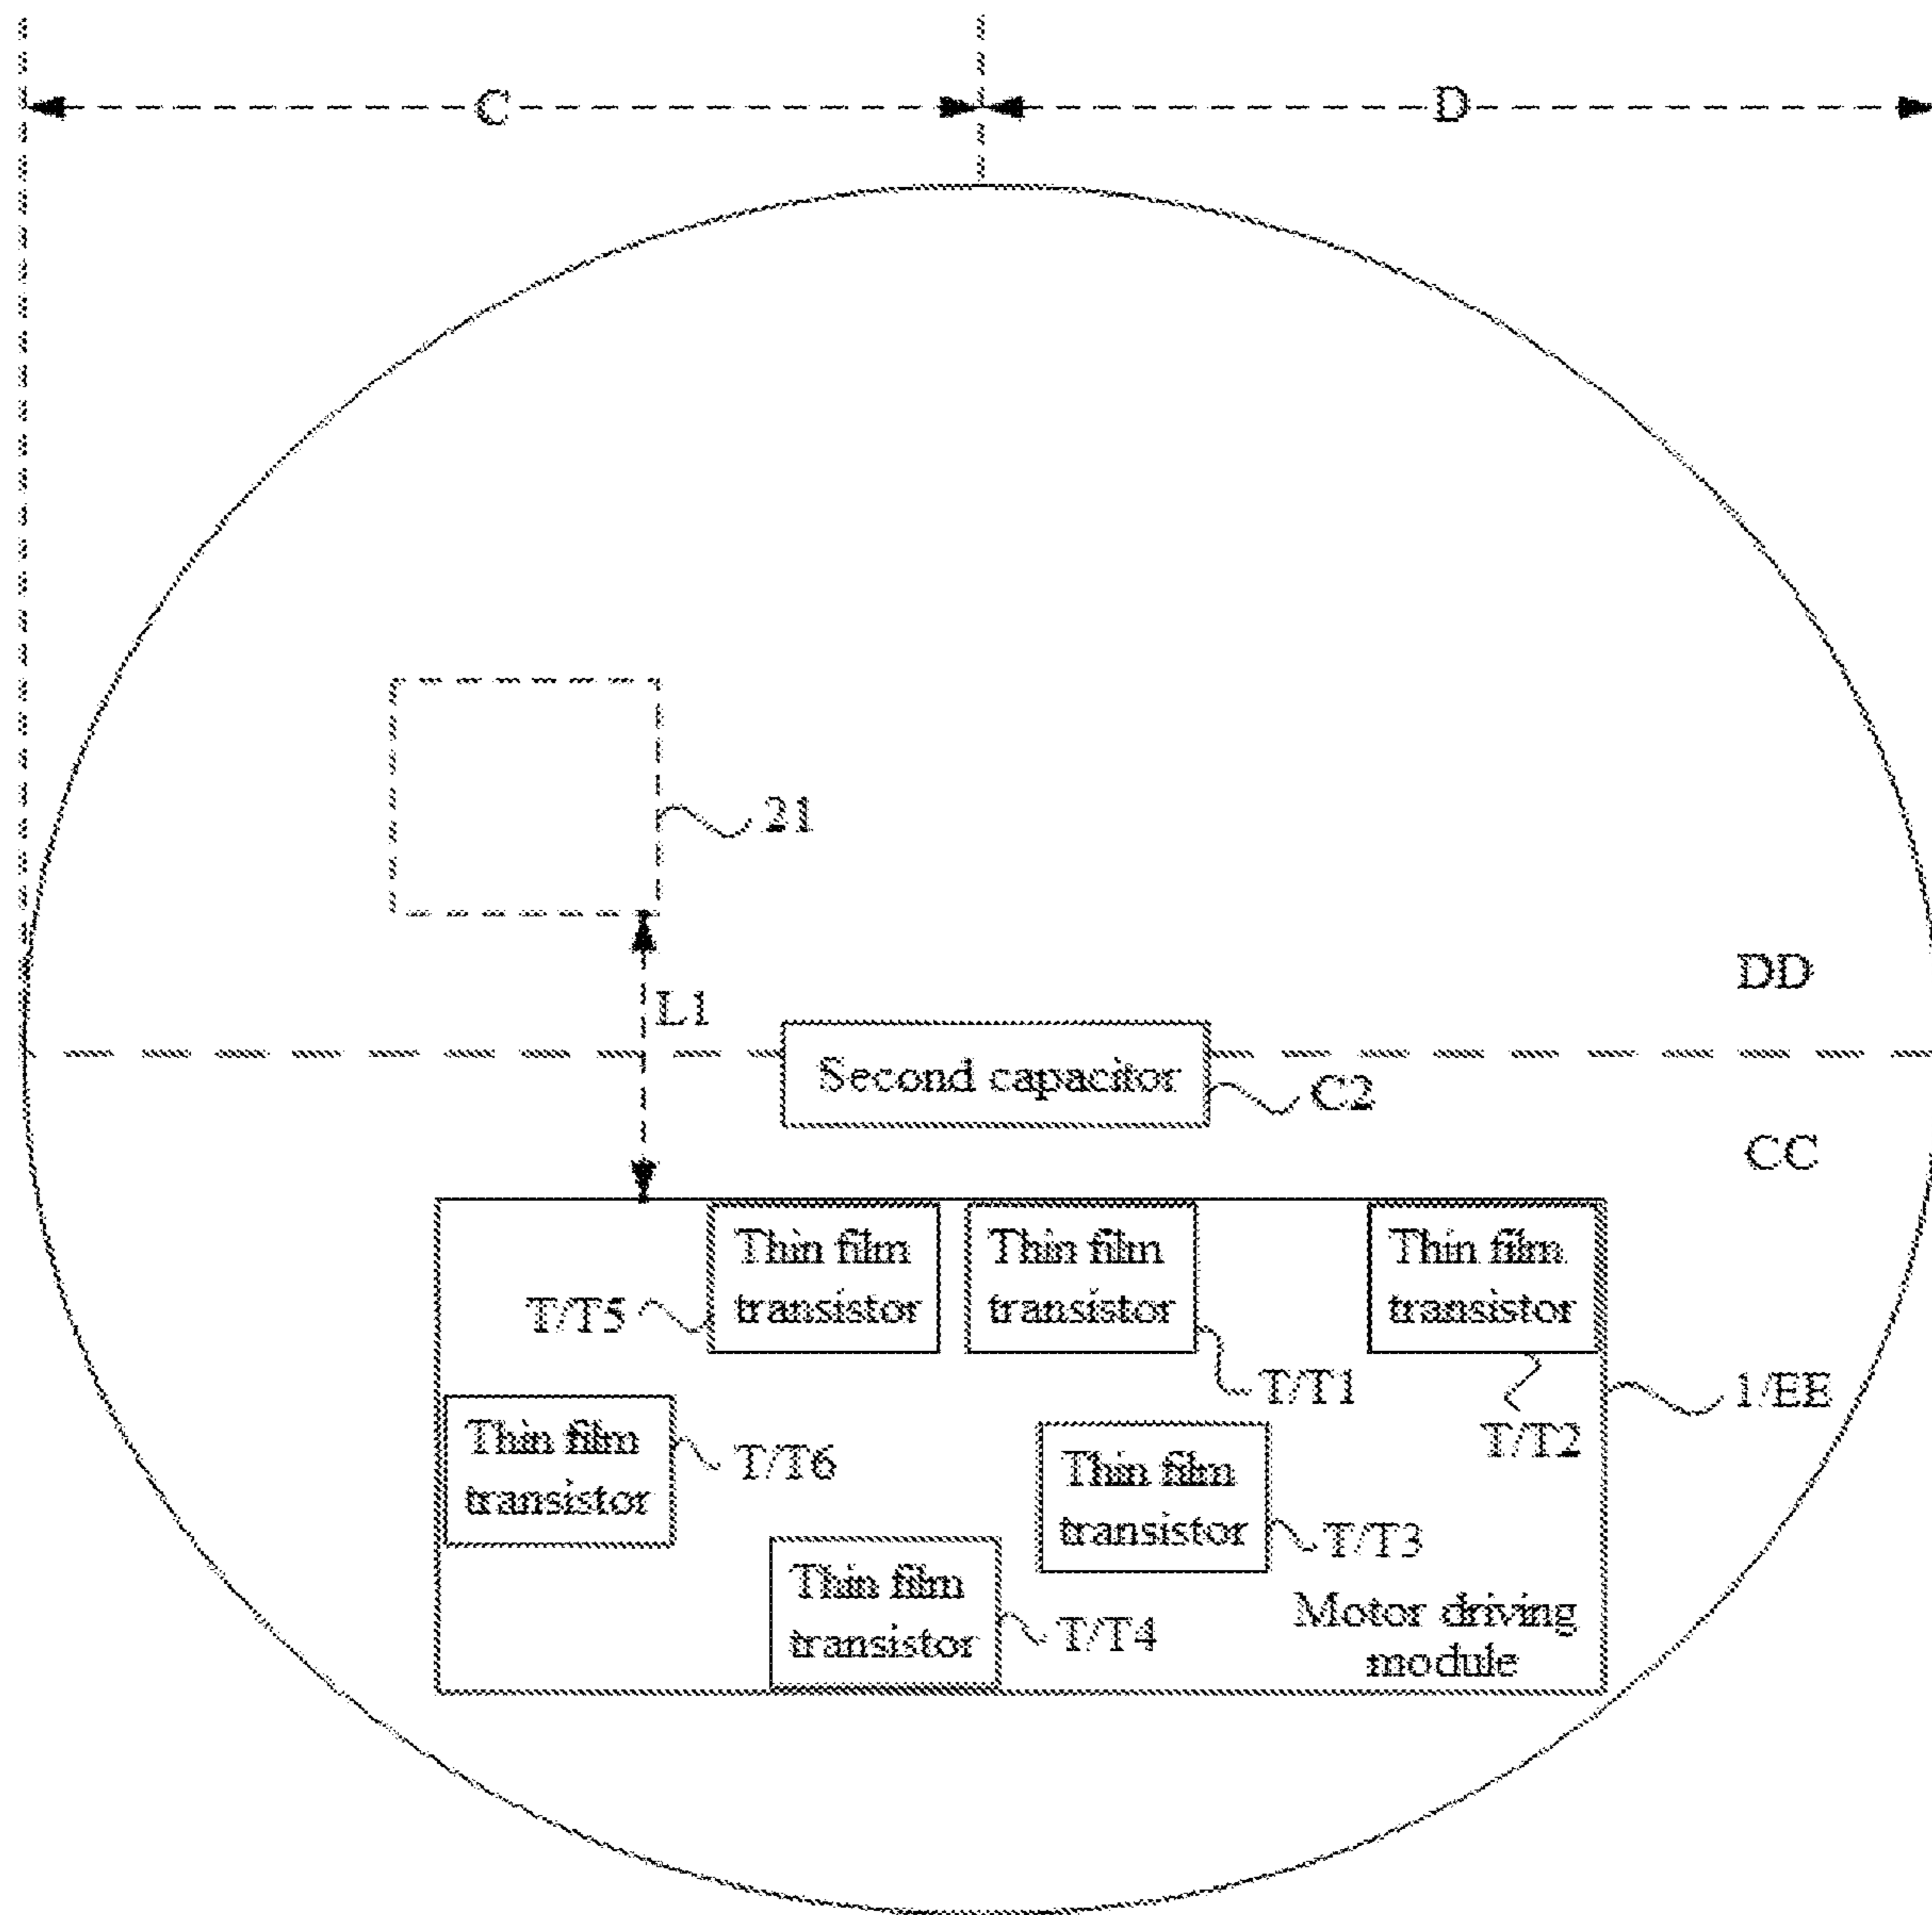 C
D
21
DD
L1
Second capacitor
C2
CC
Thin film
transistor
Thin film
transistor
Thin film
transistor
T/T5
T/T1
T/T2
1/EE
Thin film
transistor
T/T6
Thin film
transistor
T/T3
Thin film
transistor
T/T4
Motor driving
module